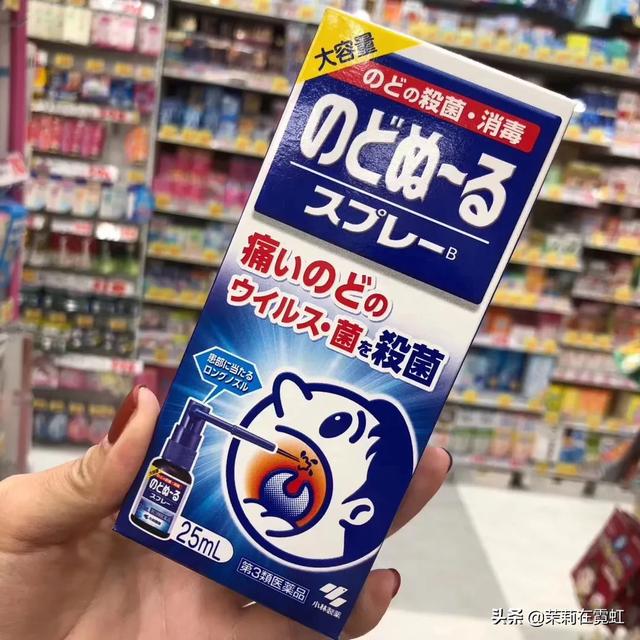 大容量
のどの殺菌・消毒
のどぬ〜る
スプレーB
痛いのどの
ウイルス・菌を殺菌
患部に当たる
ロングノズル
のどぬ〜る
スプレー
25mL
第3類医薬品
小林製薬
头条 @茉莉在霓虹